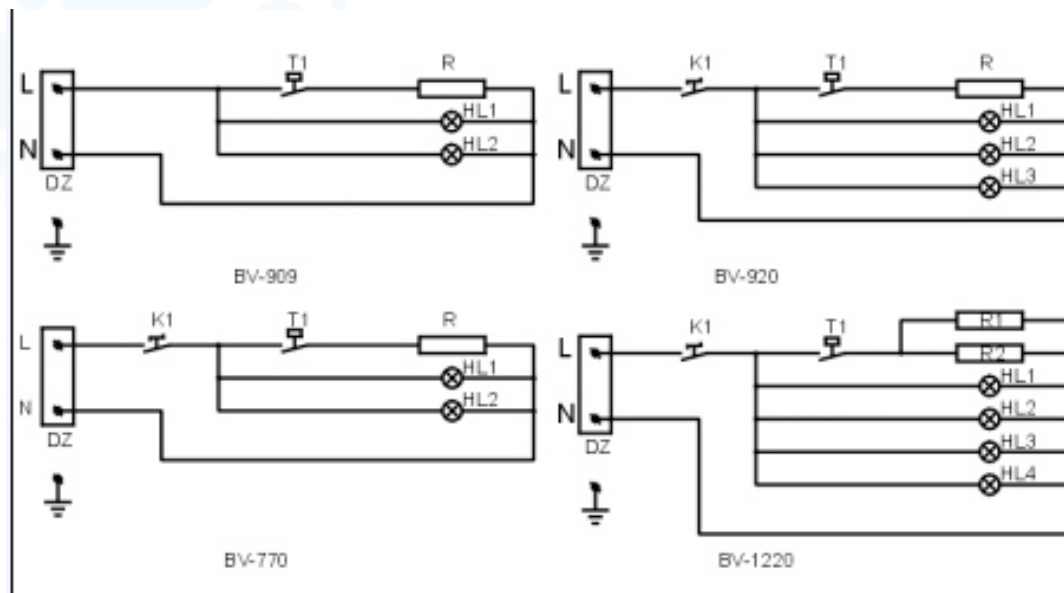 T1 R
L HL1
N HL2
DZ
BV-909
K1 T1 R
L HL1
N HL2
DZ HL3
BV-920
K1 T1 R
L HL1
N HL2
DZ
BV-770
K1 T1 R1
L R2
HL1
N HL2
DZ HL3
HL4
BV-1220